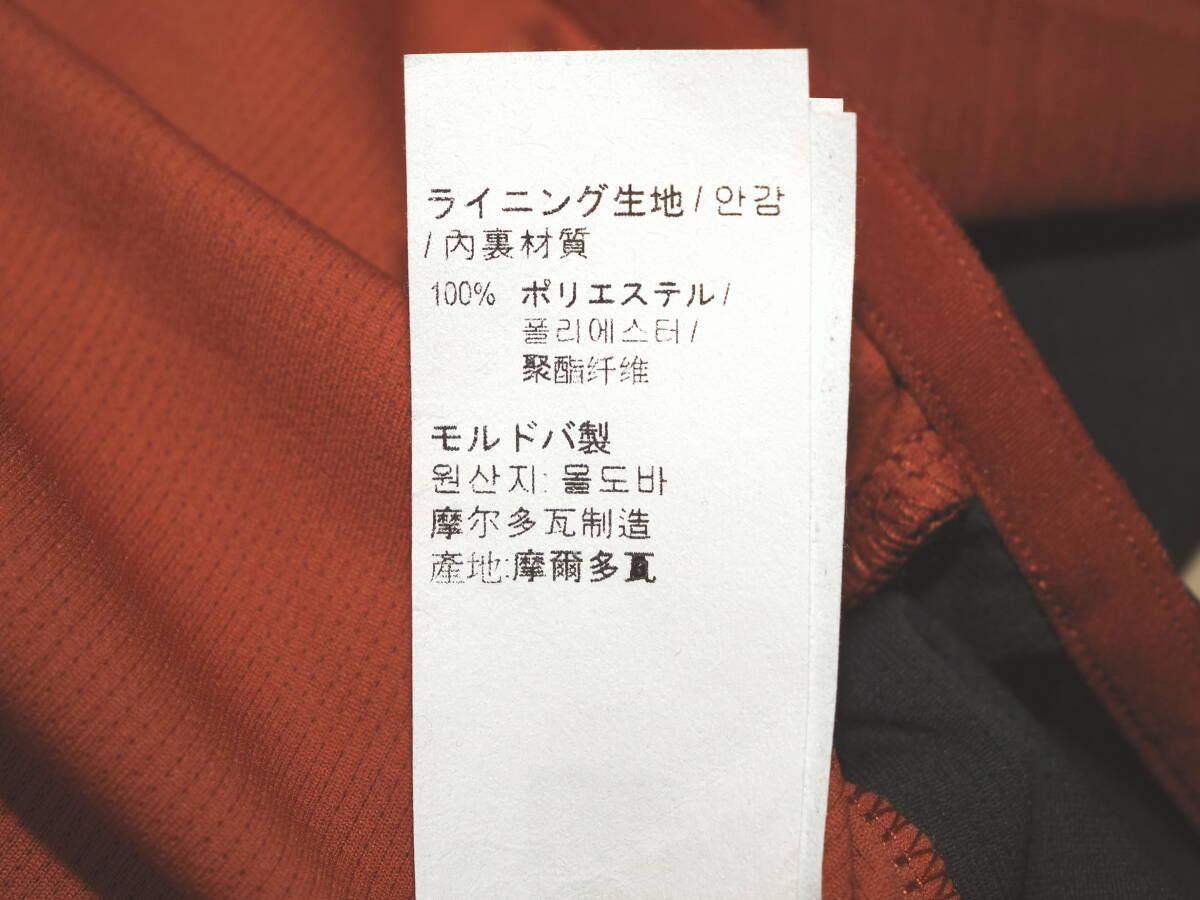 ライニング生地 / 안감
/ 內裏材質
100% ポリエステル /
폴리에스터 /
聚酯纤维
モルドバ製
원산지: 몰도바
摩尔多瓦制造
產地:摩爾多瓦